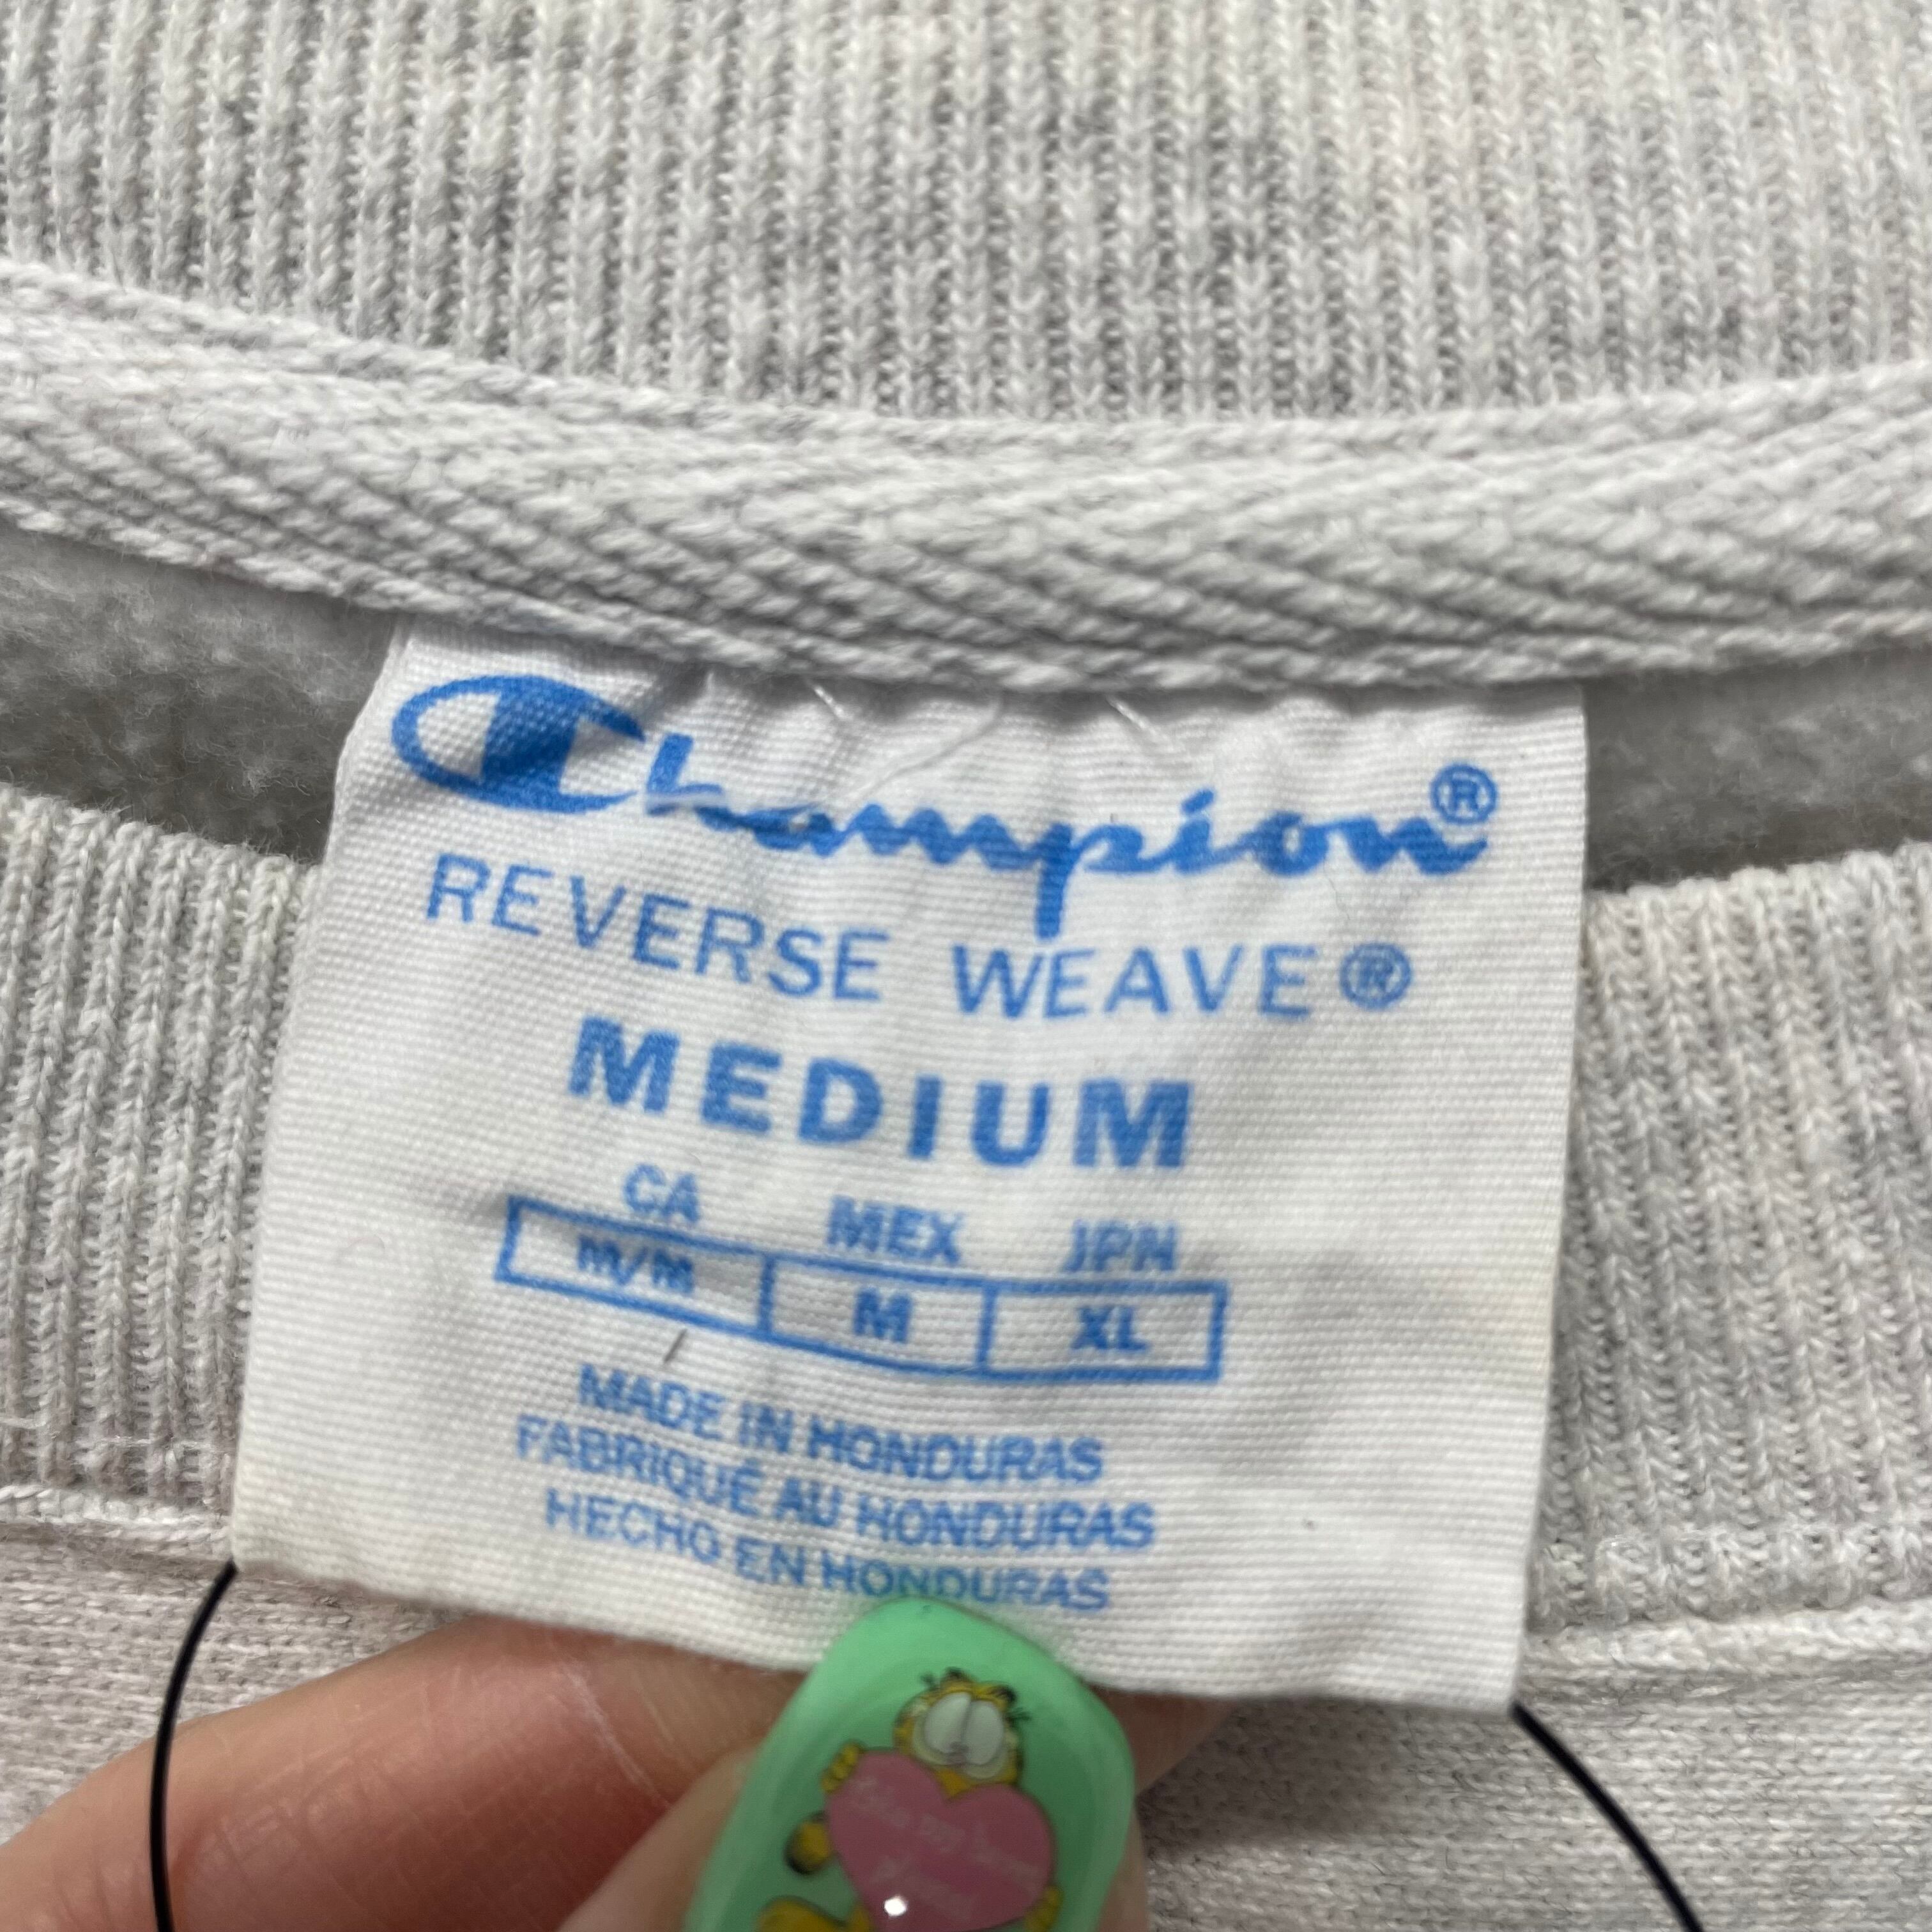 Champion®
REVERSE WEAVE®
MEDIUM
CA MEX JPN
M/M M XL
MADE IN HONDURAS
FABRIQUÉ AU HONDURAS
HECHO EN HONDURAS